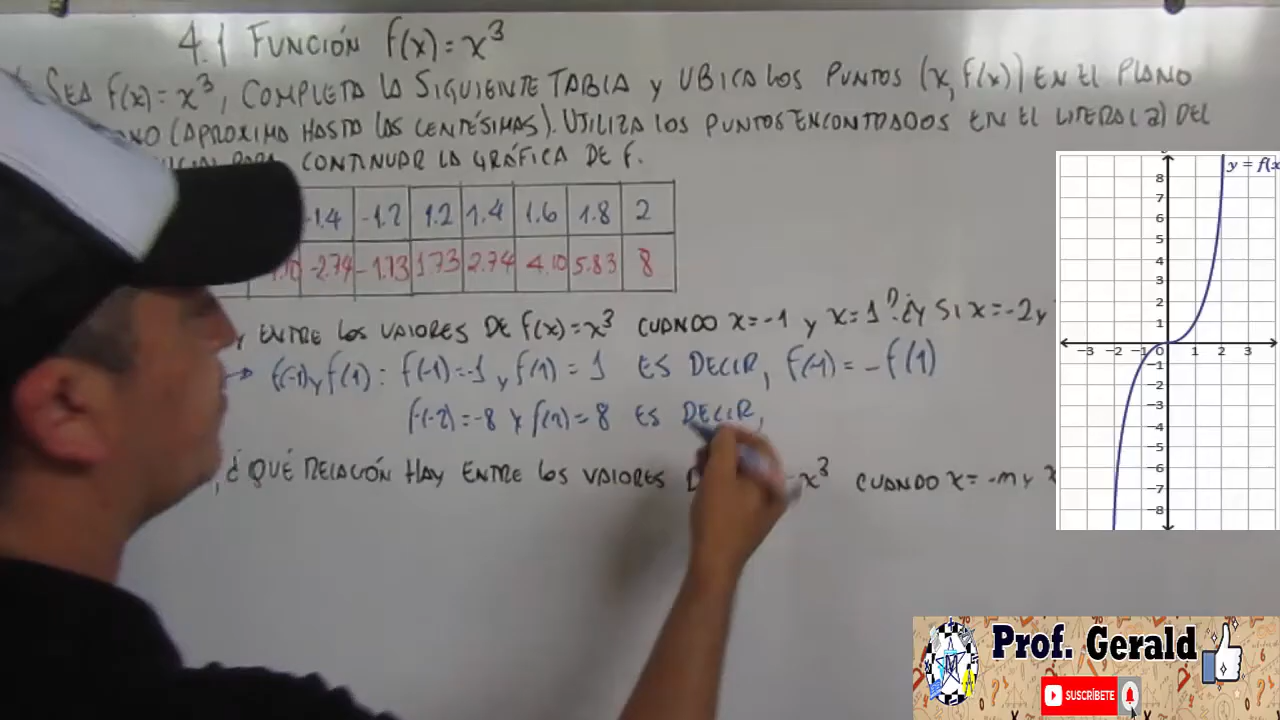 4.1 FUNCIÓN f(x)=x³
SEA f(x)=x³, COMPLETA LA SIGUIENTE TABLA Y UBICA LOS PUNTOS (x, f(x)) EN EL PLANO
(APROXIMA HASTA LAS CENTÉSIMAS). UTILIZA LOS PUNTOS ENCONTRADOS EN EL LITERAL 2) DEL
CONTINUAR LA GRÁFICA DE f.
-1.4 -1.2 1.2 1.4 1.6 1.8 2
-2.74 -1.73 1.73 2.74 4.10 5.83 8
Y ENTRE LOS VALORES DE f(x)=x³ CUANDO x=-1 y x=1? ¿Y SI x=-2 y
→ f(-1) y f(1): f(-1)=-1 y f(1)=1 ES DECIR, f(-1)=-f(1)
f(-2)=-8 y f(2)=8 ES DECIR,
¿QUÉ RELACIÓN HAY ENTRE LOS VALORES x³ CUANDO x=-m y
y = f(x
8
7
6
5
4
3
2
1
-3 -2 -1 0 1 2 3
-1
-2
-3
-4
-5
-6
-7
-8
Prof. Gerald
SUSCRÍBETE